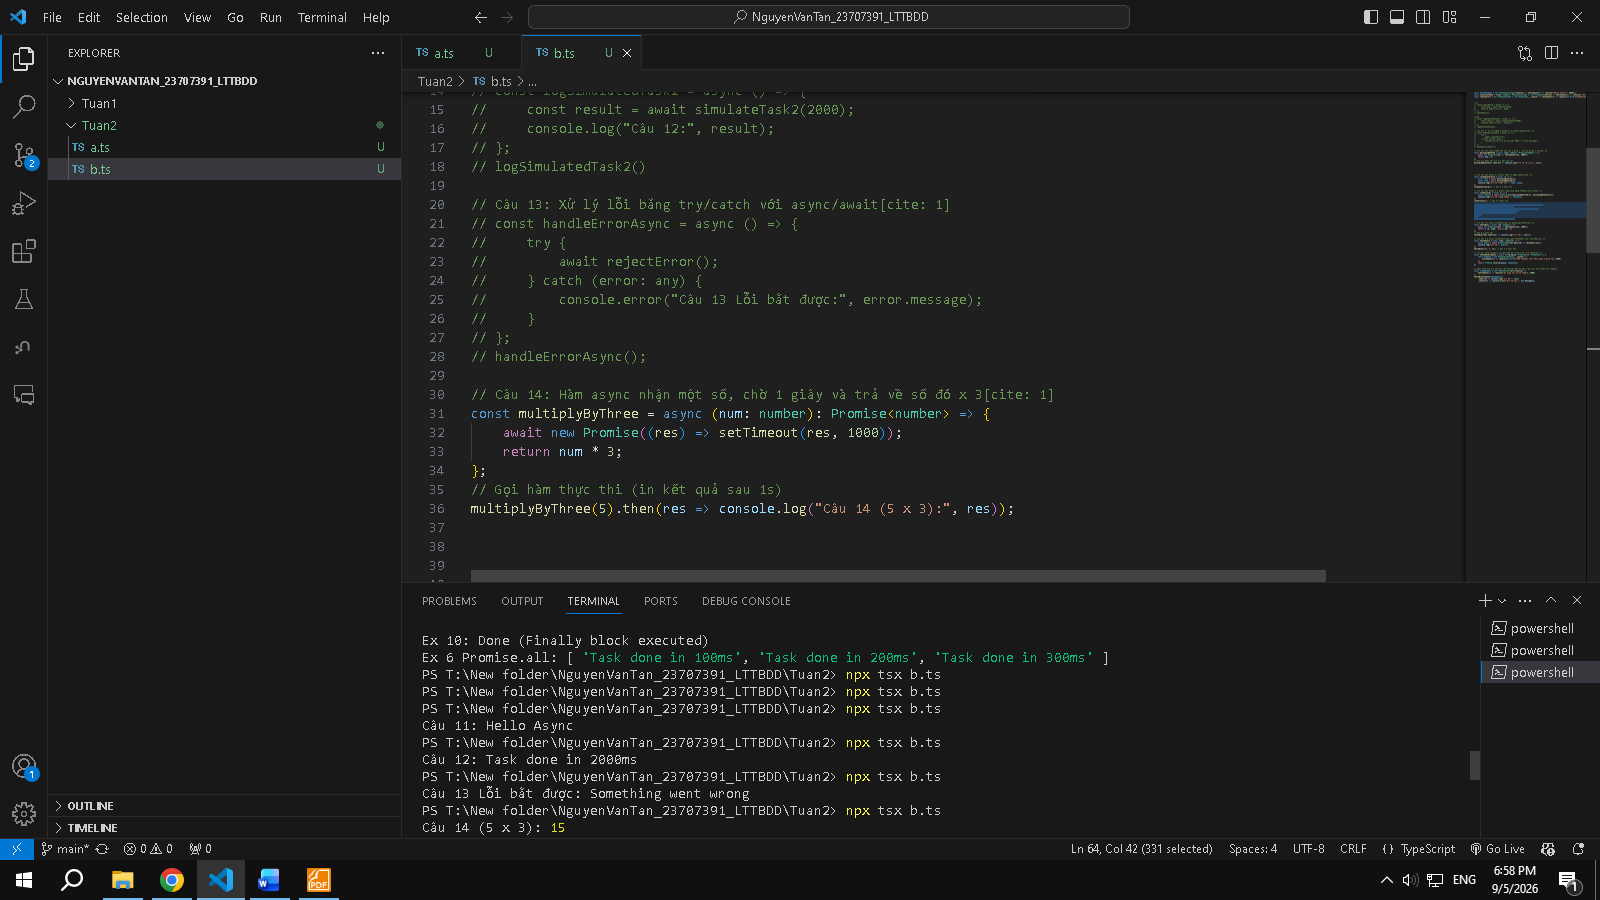 File Edit Selection View Go Run Terminal Help
NguyenVanTan_23707391_LTTBDD
EXPLORER
NGUYENVANTAN_23707391_LTTBDD
Tuan1
Tuan2
TS a.ts U
TS b.ts U
OUTLINE
TIMELINE
2
1
TS a.ts U
TS b.ts U
Tuan2 > TS b.ts > ...
14 // const logSimulatedTask2 = async () => {
15 //     const result = await simulateTask2(2000);
16 //     console.log("Câu 12:", result);
17 // };
18 // logSimulatedTask2()
19
20 // Câu 13: Xử lý lỗi bằng try/catch với async/await[cite: 1]
21 // const handleErrorAsync = async () => {
22 //     try {
23 //         await rejectError();
24 //     } catch (error: any) {
25 //         console.error("Câu 13 Lỗi bắt được:", error.message);
26 //     }
27 // };
28 // handleErrorAsync();
29
30 // Câu 14: Hàm async nhận một số, chờ 1 giây và trả về số đó x 3[cite: 1]
31 const multiplyByThree = async (num: number): Promise<number> => {
32     await new Promise((res) => setTimeout(res, 1000));
33     return num * 3;
34 };
35 // Gọi hàm thực thi (in kết quả sau 1s)
36 multiplyByThree(5).then(res => console.log("Câu 14 (5 x 3):", res));
37
38
39
PROBLEMS OUTPUT TERMINAL PORTS DEBUG CONSOLE
Ex 10: Done (Finally block executed)
Ex 6 Promise.all: [ 'Task done in 100ms', 'Task done in 200ms', 'Task done in 300ms' ]
PS T:\New folder\NguyenVanTan_23707391_LTTBDD\Tuan2> npx tsx b.ts
PS T:\New folder\NguyenVanTan_23707391_LTTBDD\Tuan2> npx tsx b.ts
PS T:\New folder\NguyenVanTan_23707391_LTTBDD\Tuan2> npx tsx b.ts
Câu 11: Hello Async
PS T:\New folder\NguyenVanTan_23707391_LTTBDD\Tuan2> npx tsx b.ts
Câu 12: Task done in 2000ms
PS T:\New folder\NguyenVanTan_23707391_LTTBDD\Tuan2> npx tsx b.ts
Câu 13 Lỗi bắt được: Something went wrong
PS T:\New folder\NguyenVanTan_23707391_LTTBDD\Tuan2> npx tsx b.ts
Câu 14 (5 x 3): 15
powershell
powershell
powershell
main* 0 0 0
Ln 64, Col 42 (331 selected) Spaces: 4 UTF-8 CRLF {} TypeScript Go Live
ENG
6:58 PM
9/5/2026
1